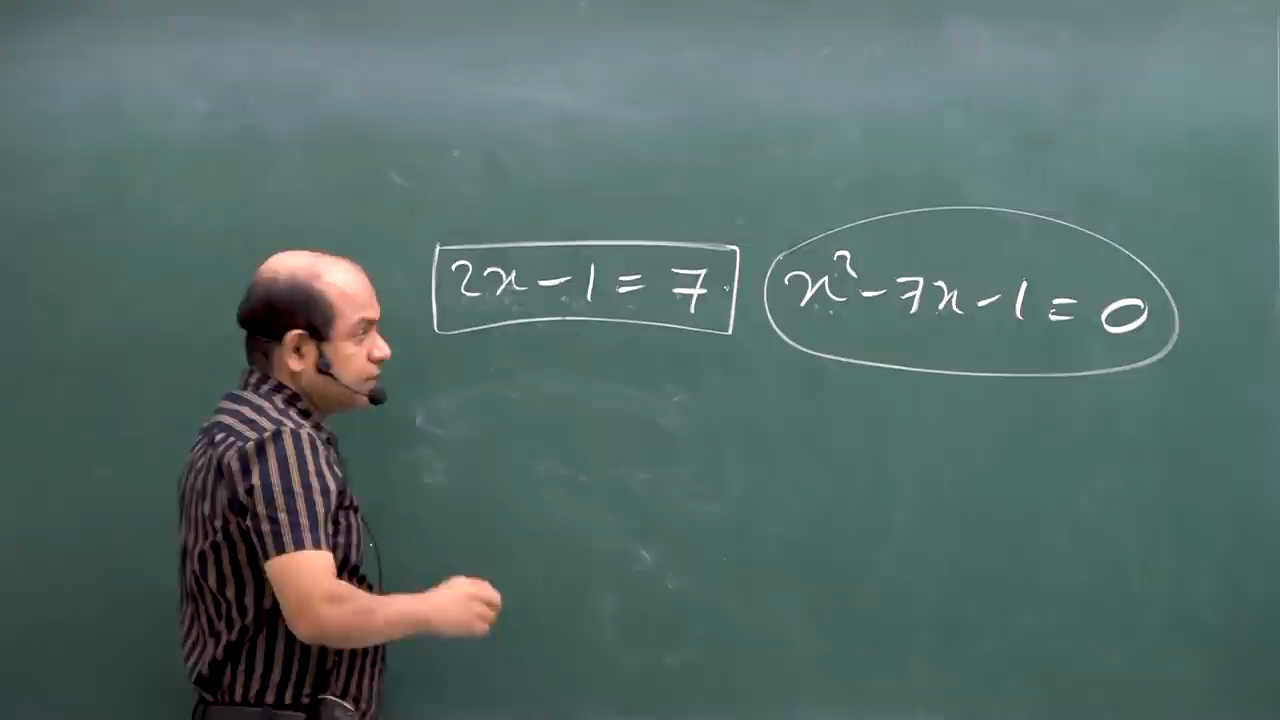 2x - 1 = 7
x² - 7x - 1 = 0